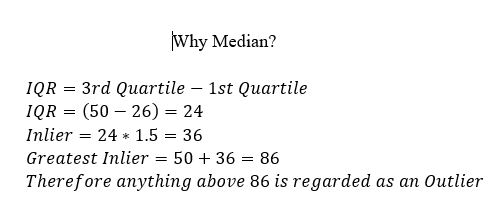 Why Median?
IQR = 3rd Quartile − 1st Quartile
IQR = (50 − 26) = 24
Inlier = 24 * 1.5 = 36
Greatest Inlier = 50 + 36 = 86
Therefore anything above 86 is regarded as an Outlier